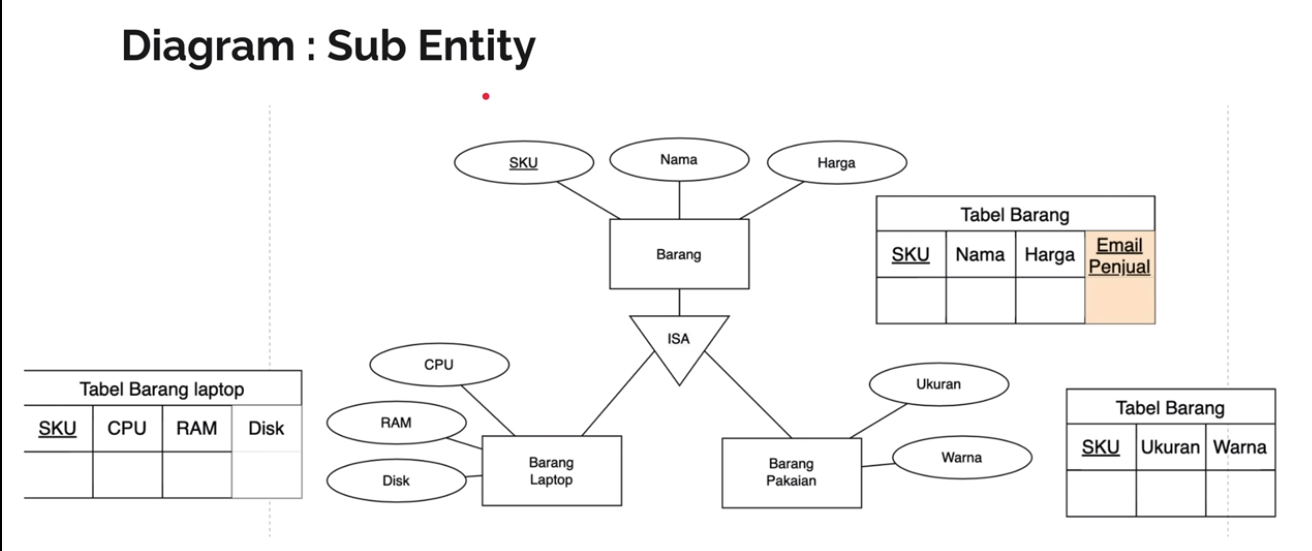 Diagram : Sub Entity
SKU
Nama
Harga
Barang
ISA
Tabel Barang
SKU
Nama
Harga
Email
Penjual
CPU
RAM
Disk
Barang
Laptop
Ukuran
Warna
Barang
Pakaian
Tabel Barang laptop
SKU
CPU
RAM
Disk
Tabel Barang
SKU
Ukuran
Warna